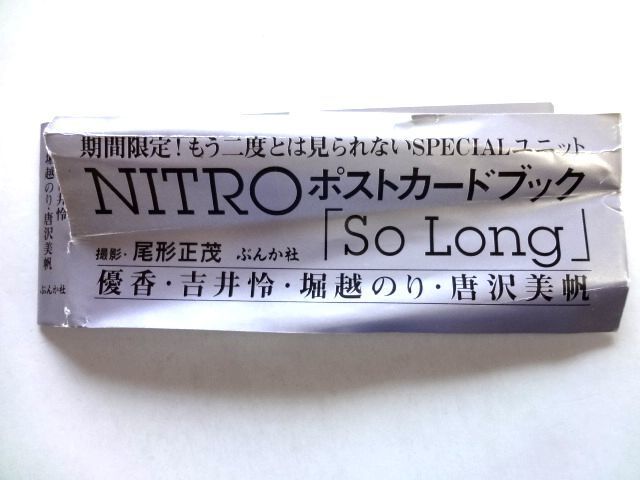 期間限定!もう二度とは見られないSPECIALユニット
NITROポストカードブック
「So Long」
撮影・尾形正茂 ぶんか社
優香・吉井怜・堀越のり・唐沢美帆
井怜
堀越のり・唐沢美帆
ぶんか社